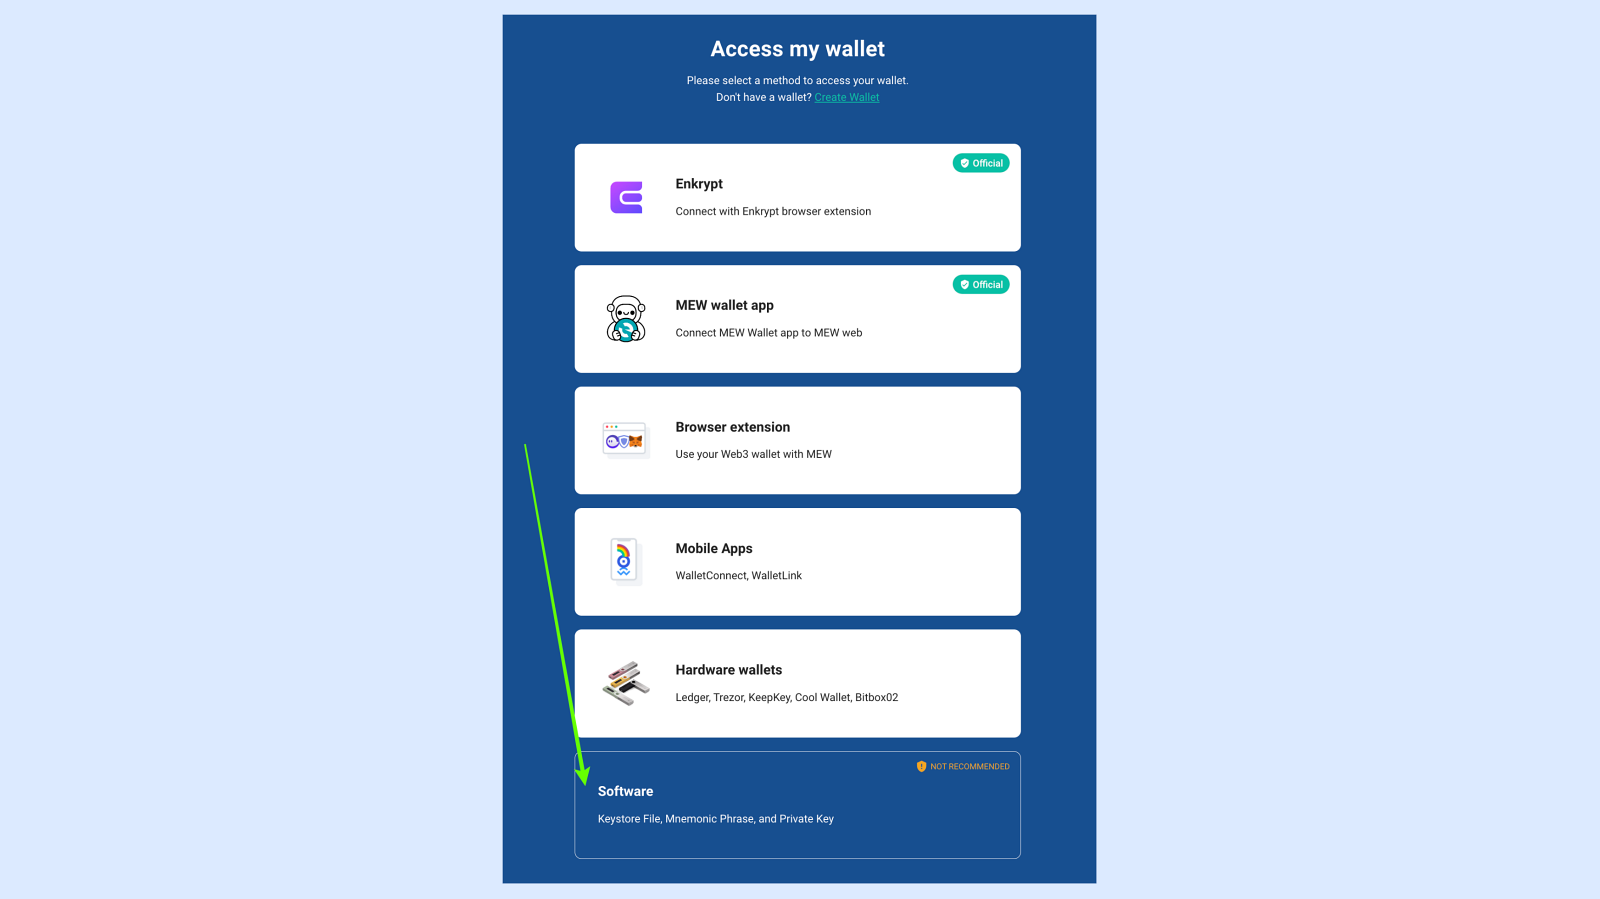 Access my wallet
Please select a method to access your wallet.
Don't have a wallet? Create Wallet
Official
Enkrypt
Connect with Enkrypt browser extension
Official
MEW wallet app
Connect MEW Wallet app to MEW web
Browser extension
Use your Web3 wallet with MEW
Mobile Apps
WalletConnect, WalletLink
Hardware wallets
Ledger, Trezor, KeepKey, Cool Wallet, Bitbox02
NOT RECOMMENDED
Software
Keystore File, Mnemonic Phrase, and Private Key